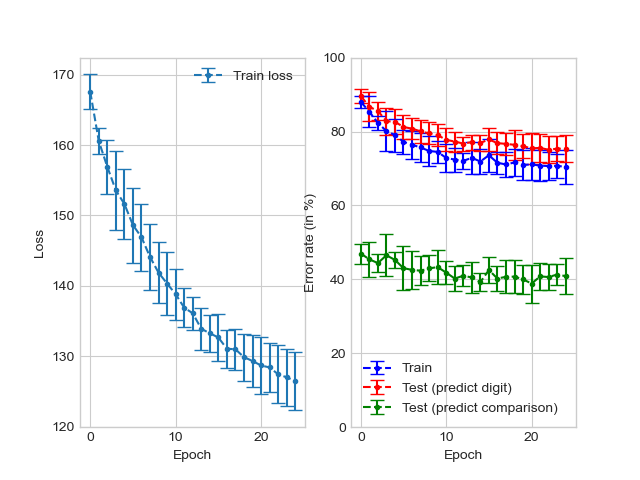 170
160
150
140
130
120
0
10
20
Loss
Epoch
Train loss
100
80
60
40
20
0
0
10
20
Error rate (in %)
Epoch
Train
Test (predict digit)
Test (predict comparison)